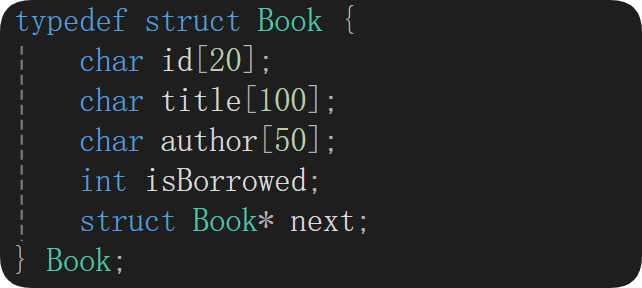 typedef struct Book {
    char id[20];
    char title[100];
    char author[50];
    int isBorrowed;
    struct Book* next;
} Book;